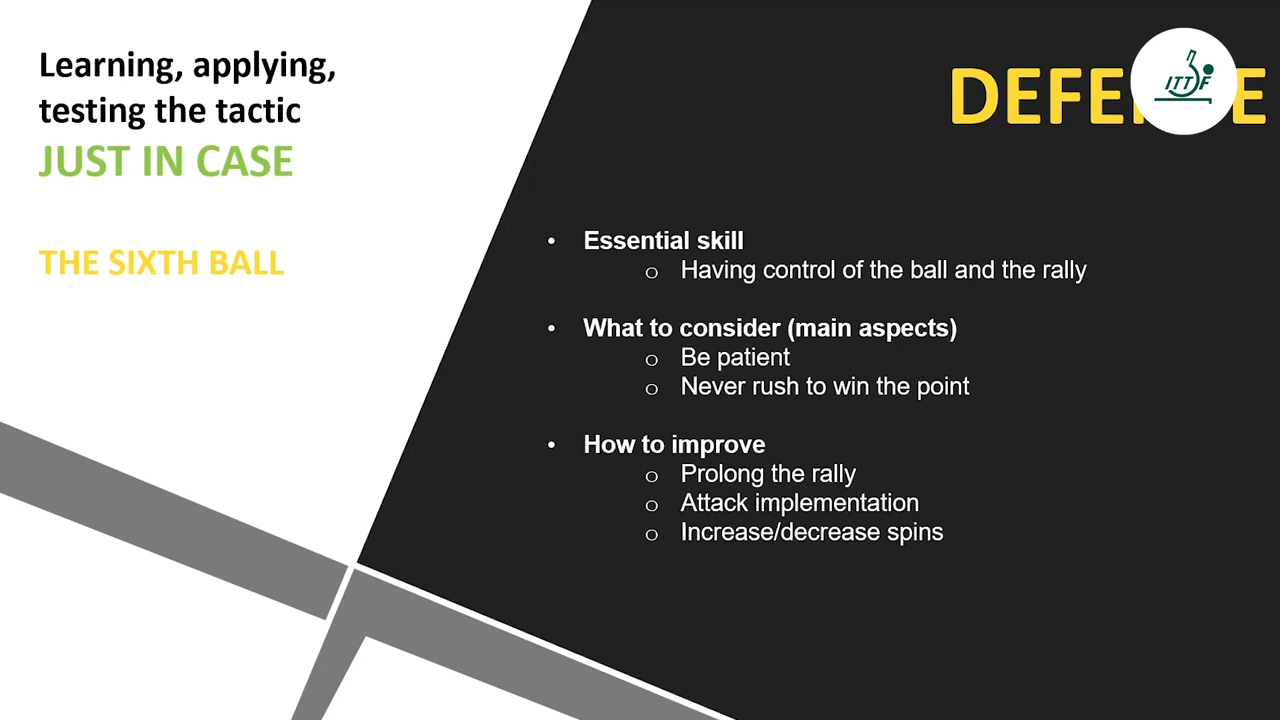 Learning, applying,
testing the tactic
JUST IN CASE
THE SIXTH BALL
ITTF
• Essential skill
o Having control of the ball and the rally
• What to consider (main aspects)
o Be patient
o Never rush to win the point
• How to improve
o Prolong the rally
o Attack implementation
o Increase/decrease spins